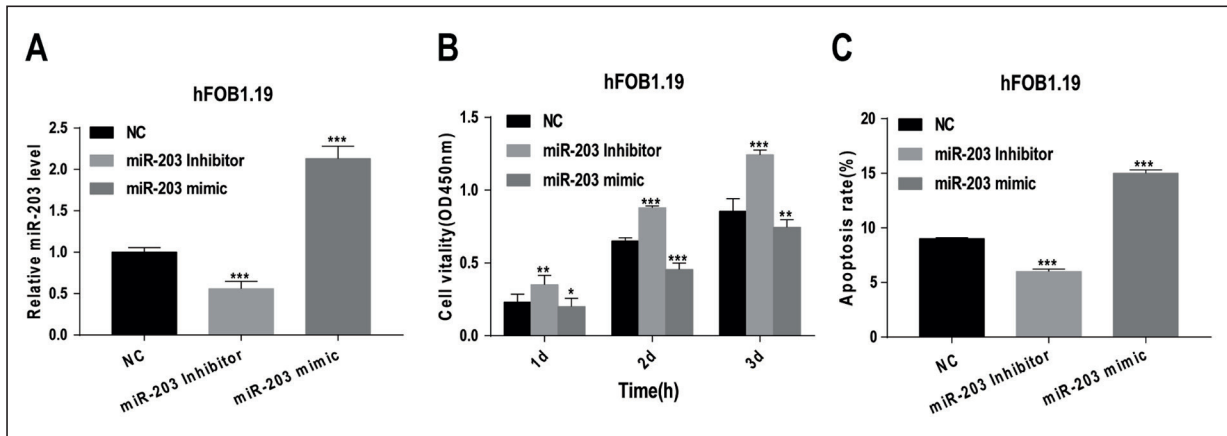 A
hFOB1.19
NC
miR-203 Inhibitor
miR-203 mimic
Relative miR-203 level
2.5
2.0
1.5
1.0
0.5
0.0
***
***
NC
miR-203 Inhibitor
miR-203 mimic
B
hFOB1.19
NC
miR-203 Inhibitor
miR-203 mimic
Cell vitality(OD450nm)
1.5
1.0
0.5
0.0
**
*
***
***
***
**
1d
2d
3d
Time(h)
C
hFOB1.19
NC
miR-203 Inhibitor
miR-203 mimic
Apoptosis rate(%)
20
15
10
5
0
***
***
NC
miR-203 Inhibitor
miR-203 mimic